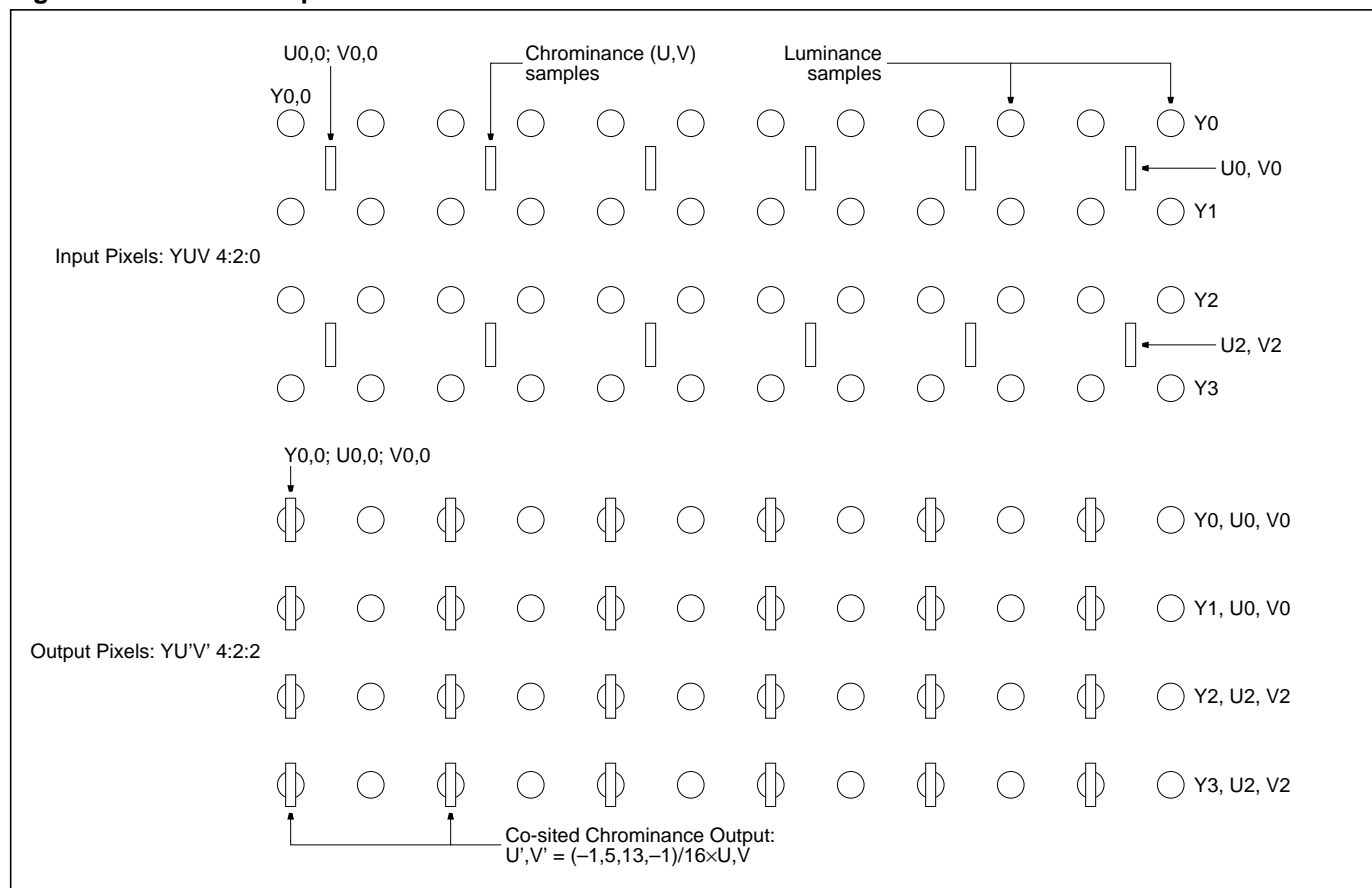 U0,0; V0,0
Chrominance (U,V)
samples
Luminance
samples
Y0,0
Y0
U0, V0
Y1
Input Pixels: YUV 4:2:0
Y2
U2, V2
Y3
Y0,0; U0,0; V0,0
Y0, U0, V0
Y1, U0, V0
Output Pixels: YU'V' 4:2:2
Y2, U2, V2
Y3, U2, V2
Co-sited Chrominance Output:
U',V' = (–1,5,13,–1)/16×U,V